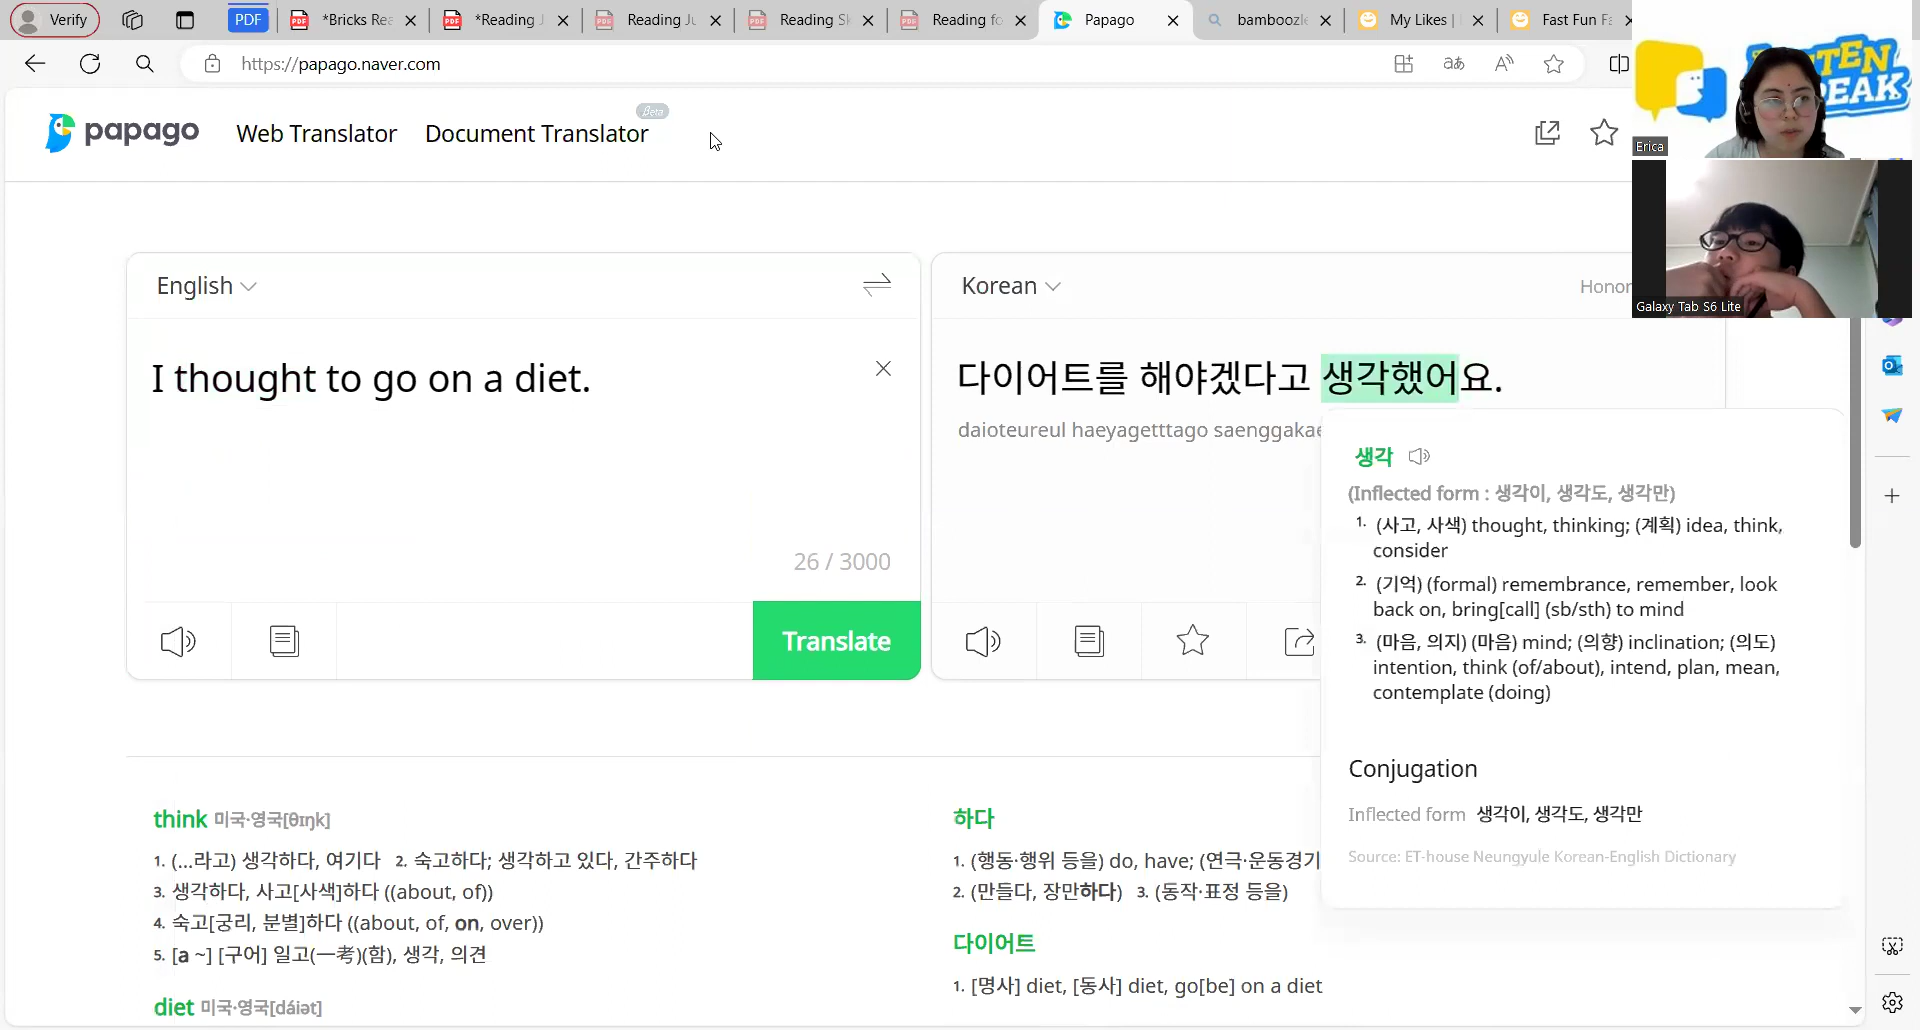 Verify
PDF
*Bricks Rea
*Reading J
Reading Ju
Reading Sk
Reading fo
Papago
bamboozle
My Likes |
Fast Fun Fa
https://papago.naver.com
papago
Web Translator
Document Translator
Beta
TEN
EAK
Erica
Galaxy Tab S6 Lite
English
Korean
Honor
I thought to go on a diet.
26 / 3000
Translate
다이어트를 해야겠다고 생각했어요.
daioteureul haeyagetttago saenggakae
생각
(Inflected form : 생각이, 생각도, 생각만)
1. (사고, 사색) thought, thinking; (계획) idea, think,
consider
2. (기억) (formal) remembrance, remember, look
back on, bring[call] (sb/sth) to mind
3. (마음, 의지) (마음) mind; (의향) inclination; (의도)
intention, think (of/about), intend, plan, mean,
contemplate (doing)
Conjugation
Inflected form 생각이, 생각도, 생각만
Source: ET-house Neungyule Korean-English Dictionary
think 미국·영국[θɪŋk]
1. (...라고) 생각하다, 여기다 2. 숙고하다; 생각하고 있다, 간주하다
3. 생각하다, 사고[사색]하다 ((about, of))
4. 숙고[궁리, 분별]하다 ((about, of, on, over))
5. [a ~] [구어] 일고(一考)(함), 생각, 의견
diet 미국·영국[dáiət]
하다
1. (행동·행위 등을) do, have; (연극·운동경기
2. (만들다, 장만하다) 3. (동작·표정 등을)
다이어트
1. [명사] diet, [동사] diet, go[be] on a diet